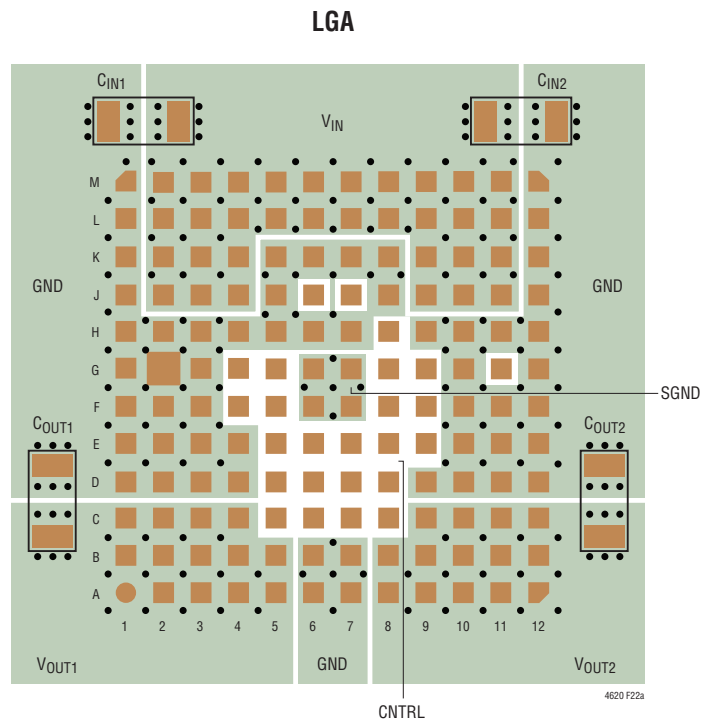 LGA
CIN1
CIN2
VIN
M
L
K
GND
J
GND
H
G
SGND
F
COUT1
COUT2
E
D
C
B
A
1 2 3 4 5 6 7 8 9 10 11 12
VOUT1
GND
VOUT2
4620 F22a
CNTRL